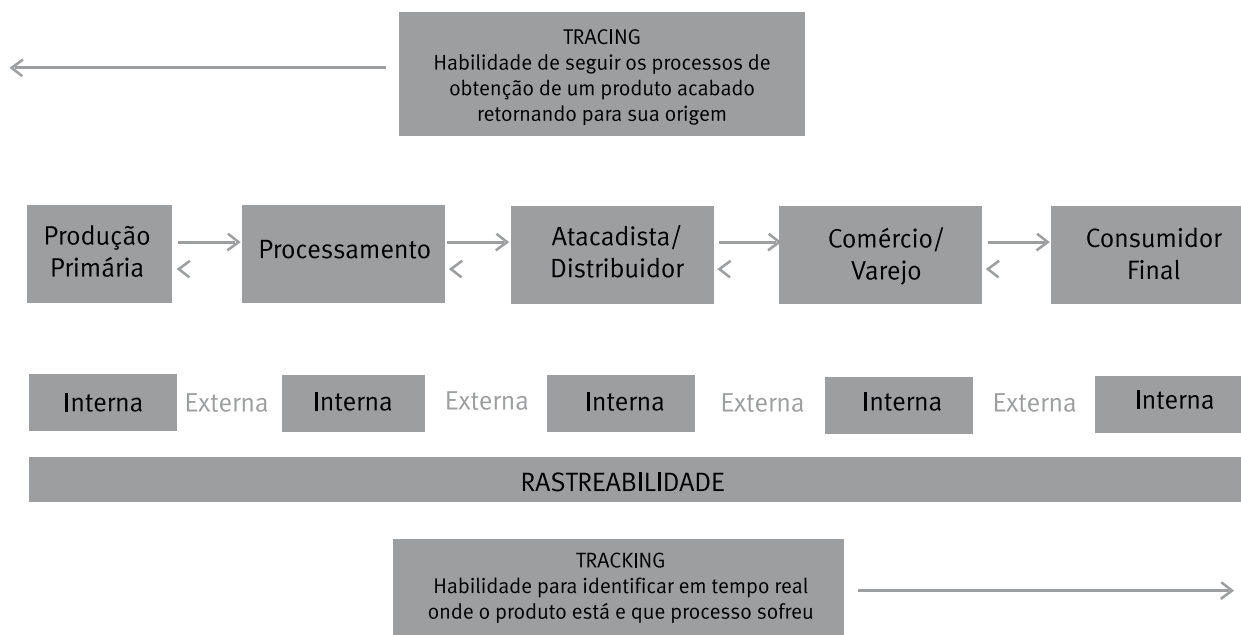 TRACING
Habilidade de seguir os processos de
obtenção de um produto acabado
retornando para sua origem
Produção
Primária
Processamento
Atacadista/
Distribuidor
Comércio/
Varejo
Consumidor
Final
Interna
Externa
Interna
Externa
Interna
Externa
Interna
Externa
Interna
RASTREABILIDADE
TRACKING
Habilidade para identificar em tempo real
onde o produto está e que processo sofreu